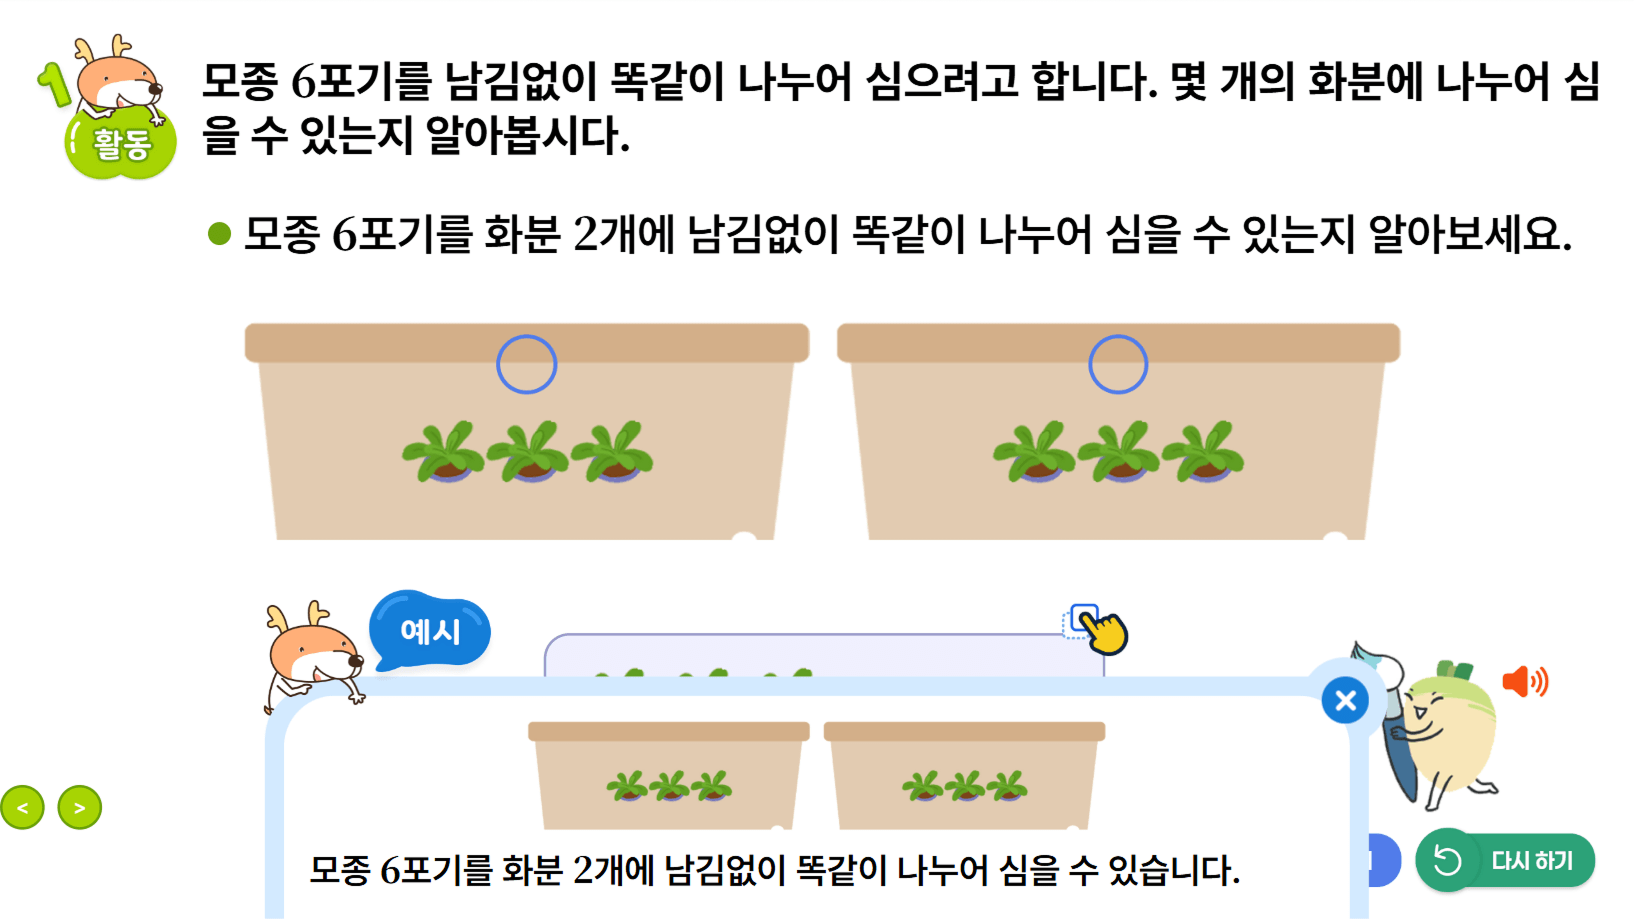 1
활동
모종 6포기를 남김없이 똑같이 나누어 심으려고 합니다. 몇 개의 화분에 나누어 심
을 수 있는지 알아봅시다.
모종 6포기를 화분 2개에 남김없이 똑같이 나누어 심을 수 있는지 알아보세요.
예시
< >
모종 6포기를 화분 2개에 남김없이 똑같이 나누어 심을 수 있습니다.
다시 하기